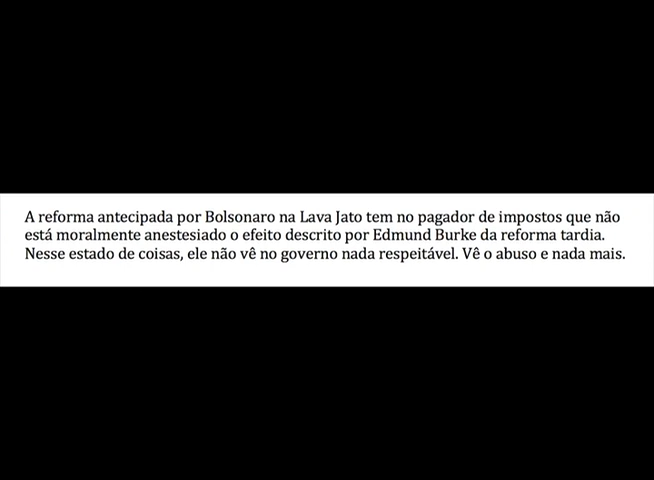 A reforma antecipada por Bolsonaro na Lava Jato tem no pagador de impostos que não
está moralmente anestesiado o efeito descrito por Edmund Burke da reforma tardia.
Nesse estado de coisas, ele não vê no governo nada respeitável. Vê o abuso e nada mais.